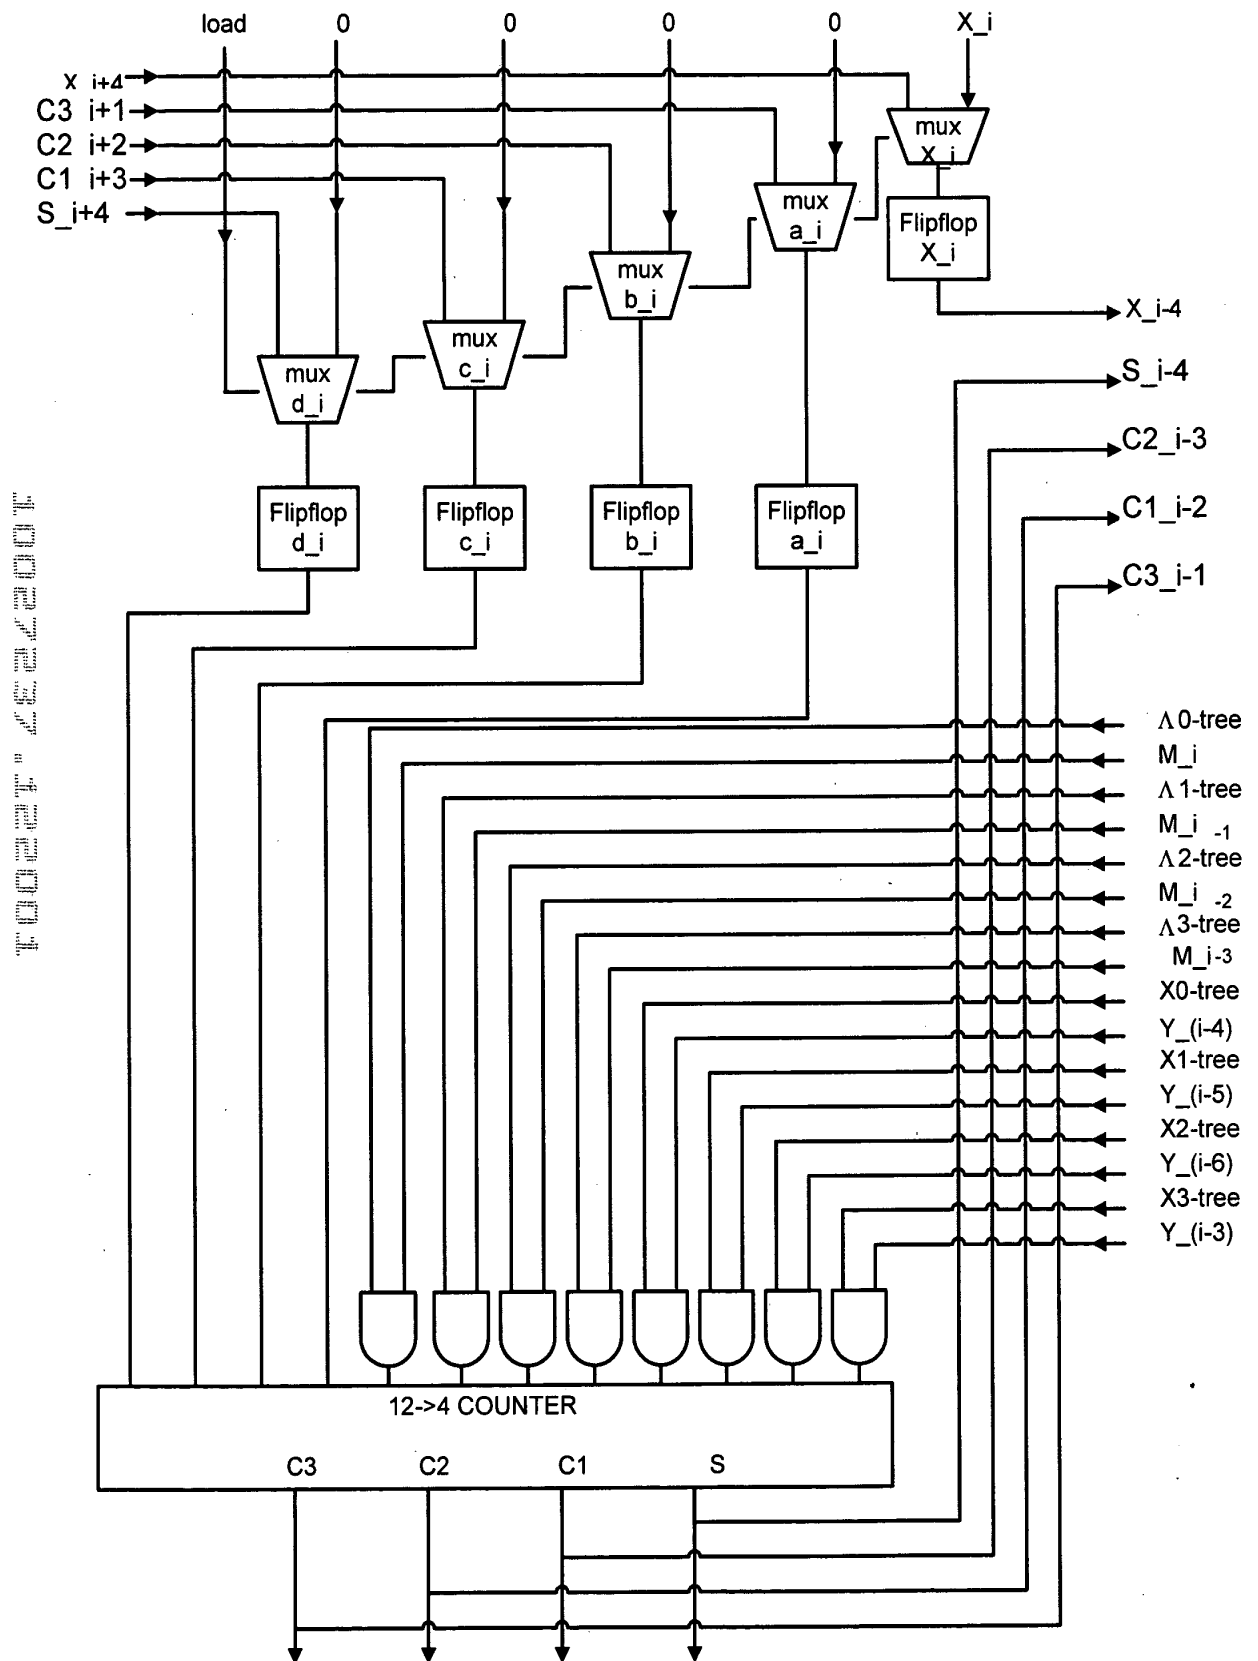 load 0 0 0 0 X_i
X i+4
C3 i+1
C2 i+2
C1 i+3
S_i+4
mux
X_i
mux
a_i
mux
b_i
mux
c_i
mux
d_i
Flipflop
X_i
X_i-4
S_i-4
C2_i-3
C1_i-2
C3_i-1
Flipflop
d_i
Flipflop
c_i
Flipflop
b_i
Flipflop
a_i
10027237.122001
Λ0-tree
M_i
Λ1-tree
M_i -1
Λ2-tree
M_i -2
Λ3-tree
M_i-3
X0-tree
Y_(i-4)
X1-tree
Y_(i-5)
X2-tree
Y_(i-6)
X3-tree
Y_(i-3)
12->4 COUNTER
C3 C2 C1 S